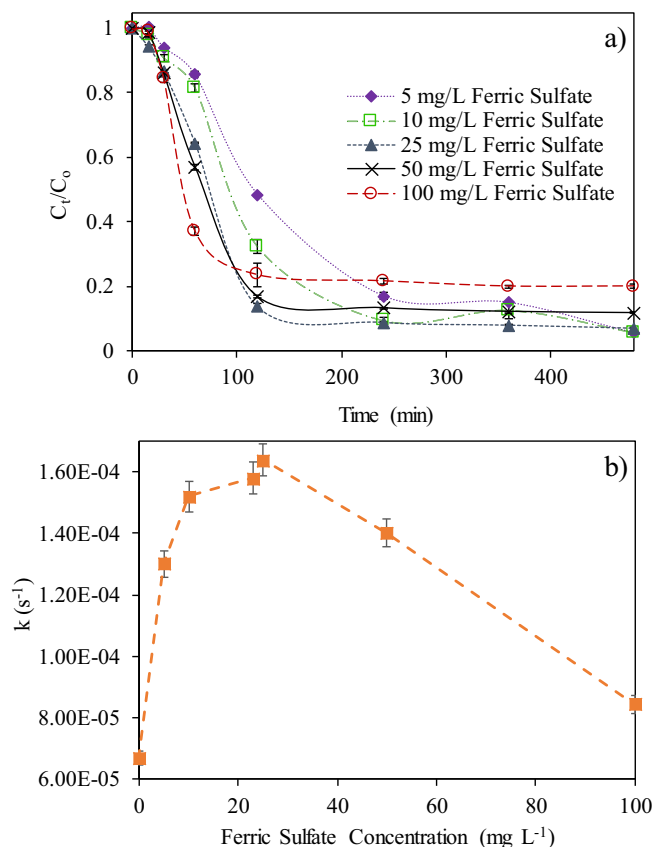 a)
1
0.8
0.6
0.4
0.2
0
5 mg/L Ferric Sulfate
10 mg/L Ferric Sulfate
25 mg/L Ferric Sulfate
50 mg/L Ferric Sulfate
100 mg/L Ferric Sulfate
Cₜ/Cₒ
0 100 200 300 400
Time (min)
b)
1.60E-04
1.40E-04
1.20E-04
1.00E-04
8.00E-05
6.00E-05
k (s⁻¹)
0 20 40 60 80 100
Ferric Sulfate Concentration (mg L⁻¹)